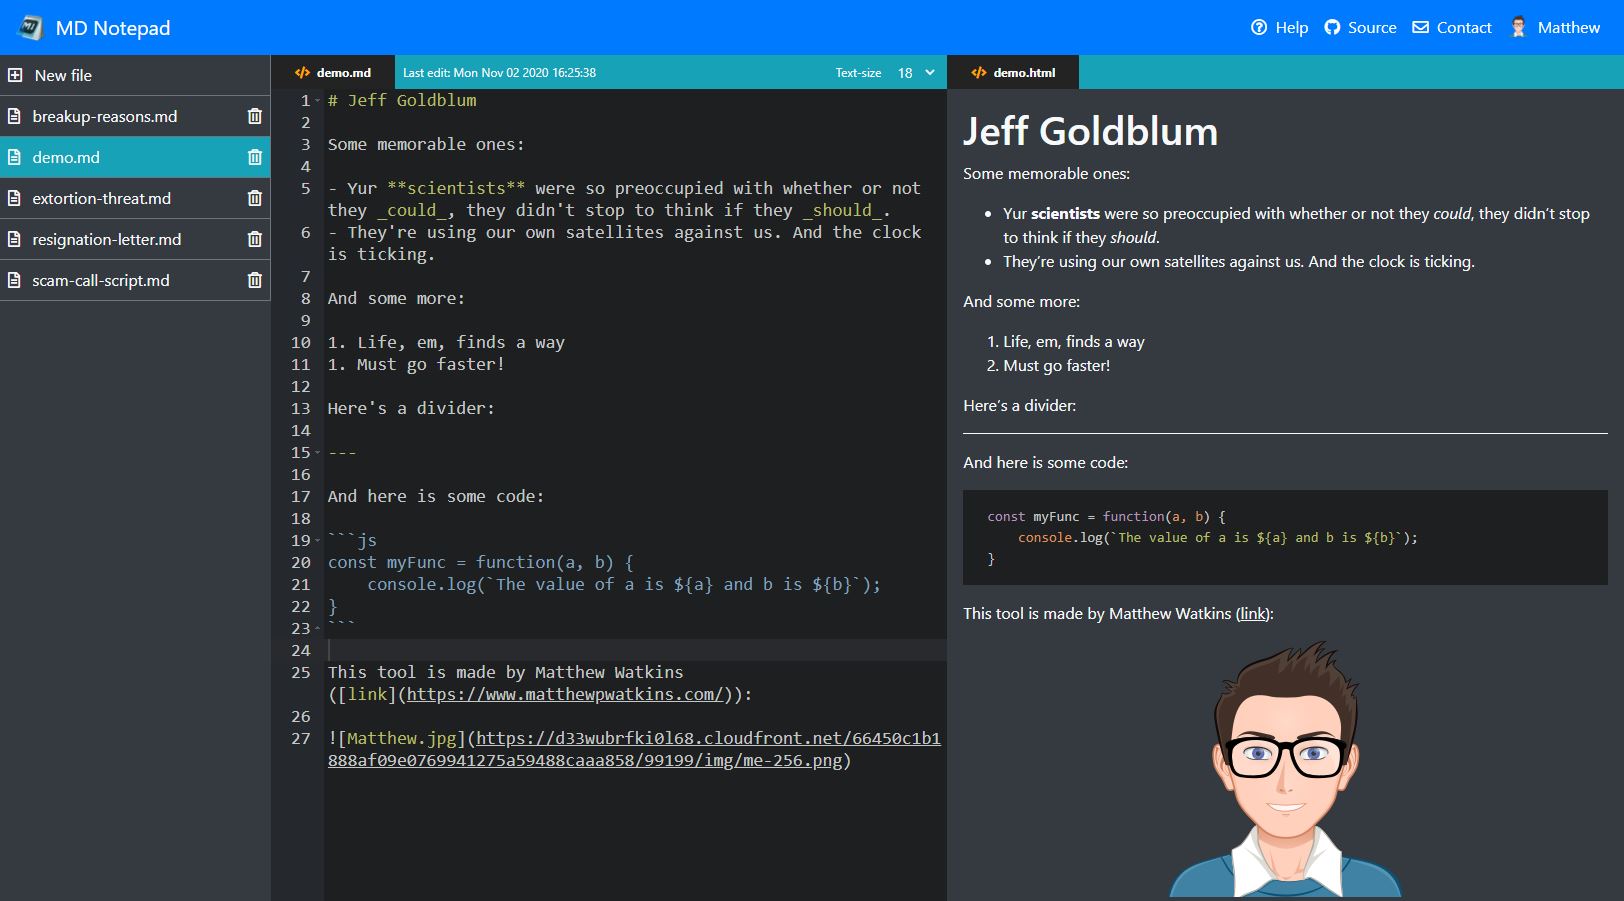 MD Notepad
Help
Source
Contact
Matthew
New file
breakup-reasons.md
demo.md
extortion-threat.md
resignation-letter.md
scam-call-script.md
demo.md
Last edit: Mon Nov 02 2020 16:25:38
Text-size 18
1 # Jeff Goldblum
2
3 Some memorable ones:
4
5 - Yur **scientists** were so preoccupied with whether or not
they _could_, they didn't stop to think if they _should_.
6 - They're using our own satellites against us. And the clock
is ticking.
7
8 And some more:
9
10 1. Life, em, finds a way
11 1. Must go faster!
12
13 Here's a divider:
14
15 ---
16
17 And here is some code:
18
19 ```js
20 const myFunc = function(a, b) {
21     console.log(`The value of a is ${a} and b is ${b}`);
22 }
23 ```
24
25 This tool is made by Matthew Watkins
([link](https://www.matthewpwatkins.com/)):
26
27 ![Matthew.jpg](https://d33wubrfki0l68.cloudfront.net/66450c1b1
888af09e0769941275a59488caaa858/99199/img/me-256.png)
demo.html
Jeff Goldblum
Some memorable ones:
• Yur scientists were so preoccupied with whether or not they could, they didn’t stop
to think if they should.
• They’re using our own satellites against us. And the clock is ticking.
And some more:
1. Life, em, finds a way
2. Must go faster!
Here’s a divider:
And here is some code:
const myFunc = function(a, b) {
    console.log(`The value of a is ${a} and b is ${b}`);
}
This tool is made by Matthew Watkins (link):